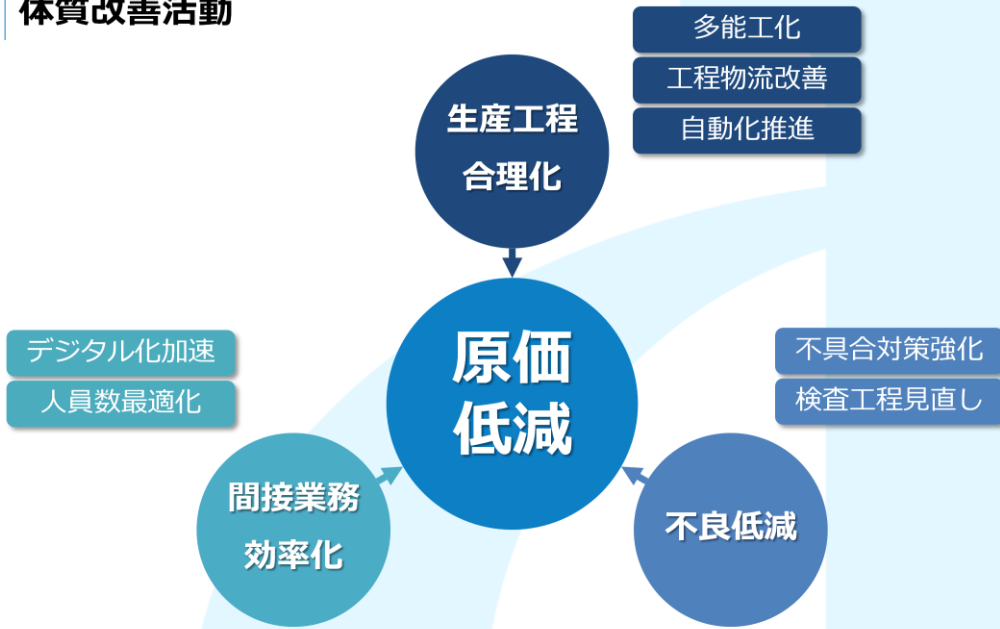 体質改善活動
多能工化
工程物流改善
自動化推進
生産工程
合理化
原価
低減
デジタル化加速
人員数最適化
間接業務
効率化
不具合対策強化
検査工程見直し
不良低減